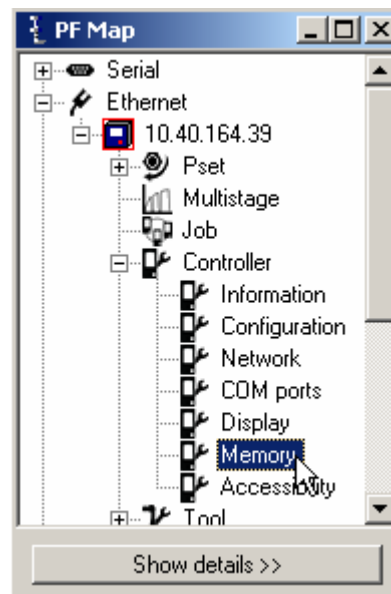 PF Map
Serial
Ethernet
10.40.164.39
Pset
Multistage
Job
Controller
Information
Configuration
Network
COM ports
Display
Memory
Accessibility
Tool
Show details >>